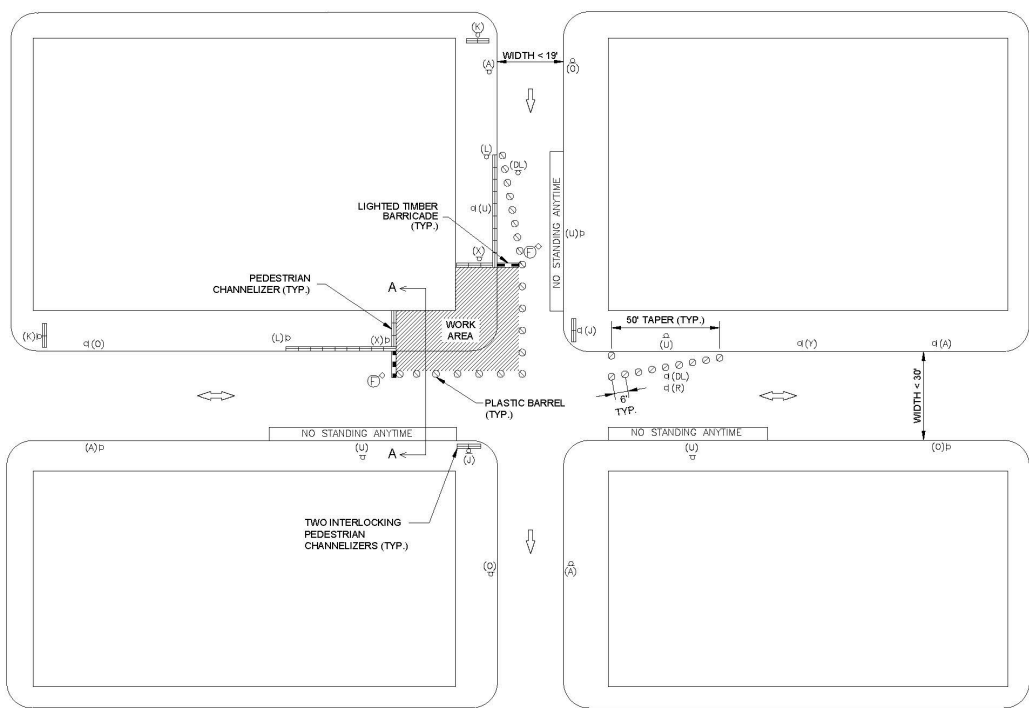 (K)
(A)
WIDTH < 19'
(O)
(L)
(DL)
(U)
LIGHTED TIMBER
BARRICADE
(TYP.)
(X)
F
(U)
NO STANDING ANYTIME
PEDESTRIAN
CHANNELIZER (TYP.)
A
WORK
AREA
50' TAPER (TYP.)
(K)
(O)
(L)
(X)
(J)
(U)
(Y)
(A)
F
PLASTIC BARREL
(TYP.)
(DL)
(R)
6'
TYP.
WIDTH < 30'
NO STANDING ANYTIME
NO STANDING ANYTIME
(A)
(U)
A
(J)
(U)
(O)
TWO INTERLOCKING
PEDESTRIAN
CHANNELIZERS (TYP.)
(O)
(A)